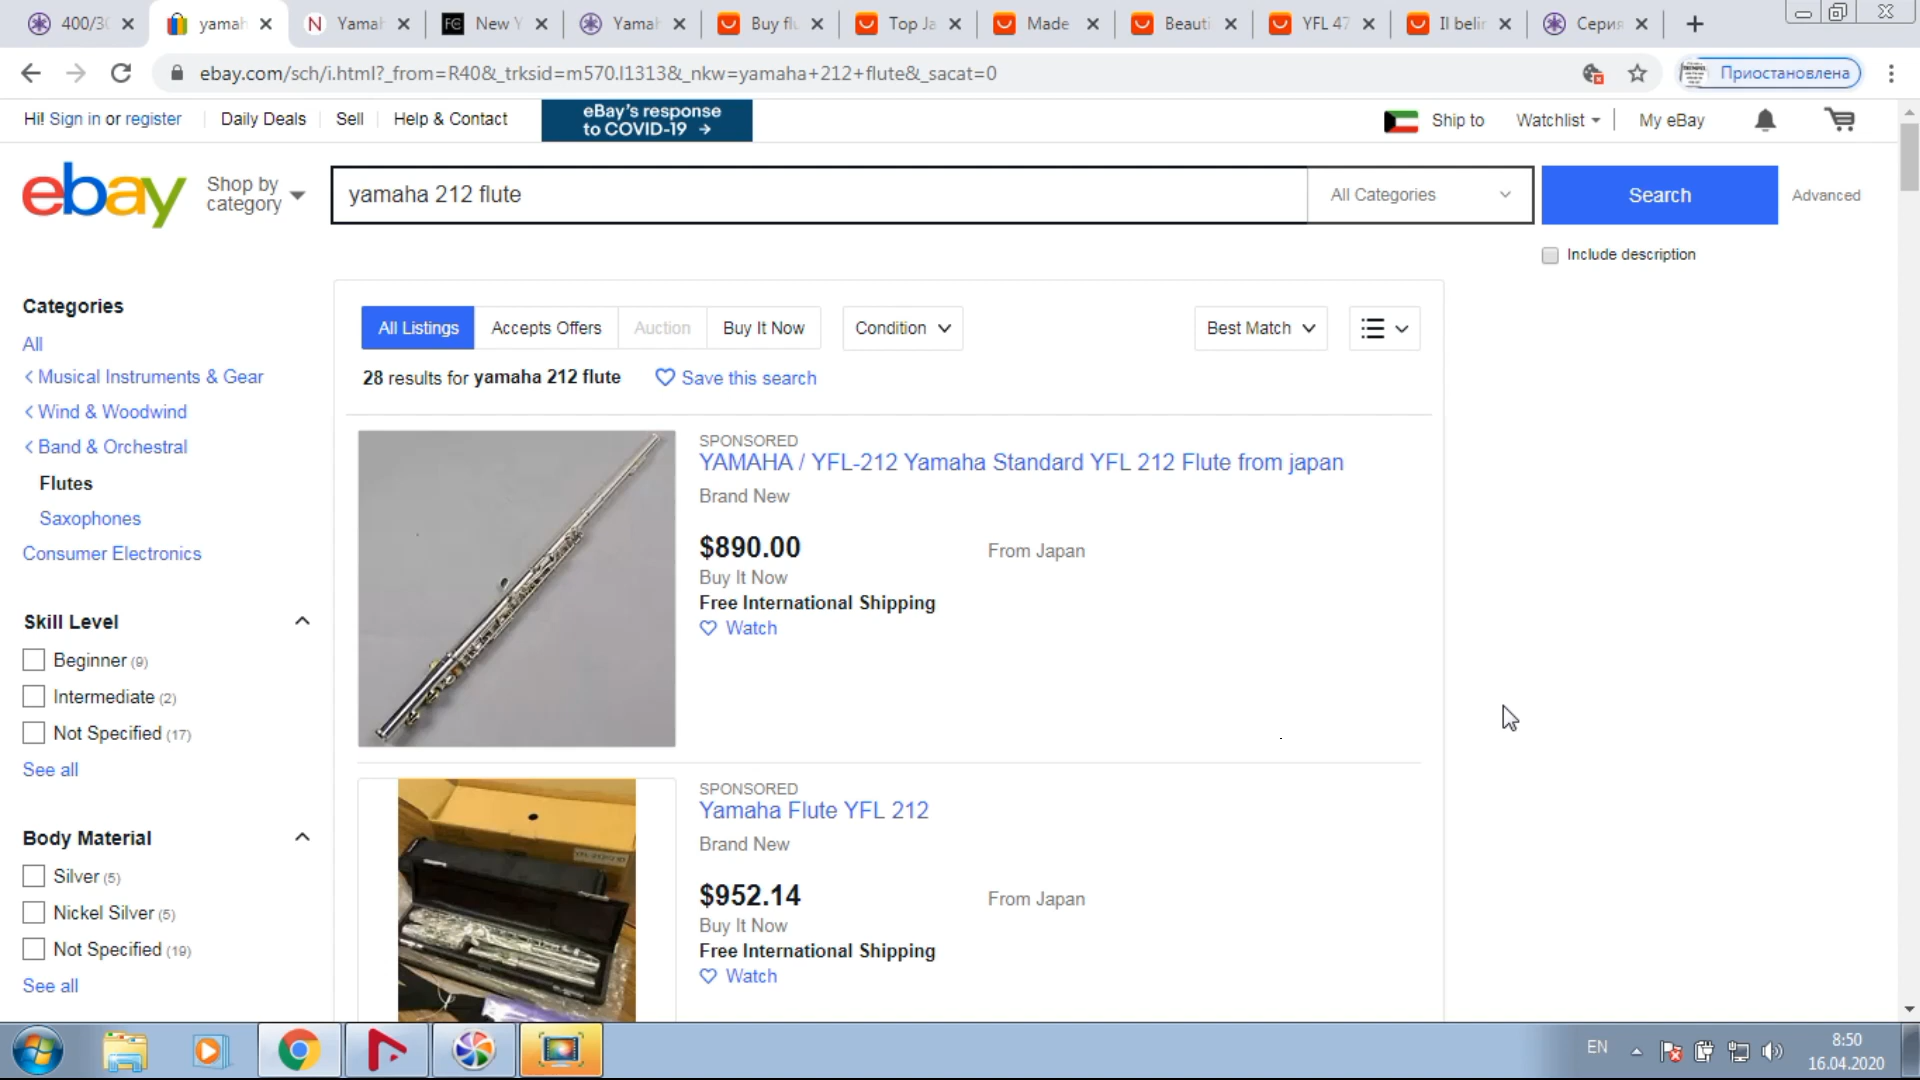 400/30
yamah
Yamah
New Y
Yamah
Buy flu
Top Ja
Made
Beauti
YFL 47
Il belin
Серия
ebay.com/sch/i.html?_from=R40&_trksid=m570.l1313&_nkw=yamaha+212+flute&_sacat=0
Приостановлена
Hi! Sign in or register
Daily Deals
Sell
Help & Contact
eBay's response
to COVID-19 →
Ship to
Watchlist
My eBay
ebay
Shop by
category
yamaha 212 flute
All Categories
Search
Advanced
Include description
Categories
All
Musical Instruments & Gear
Wind & Woodwind
Band & Orchestral
Flutes
Saxophones
Consumer Electronics
Skill Level
Beginner (9)
Intermediate (2)
Not Specified (17)
See all
Body Material
Silver (5)
Nickel Silver (5)
Not Specified (19)
See all
All Listings
Accepts Offers
Auction
Buy It Now
Condition
Best Match
28 results for yamaha 212 flute
Save this search
SPONSORED
YAMAHA / YFL-212 Yamaha Standard YFL 212 Flute from japan
Brand New
$890.00
From Japan
Buy It Now
Free International Shipping
Watch
SPONSORED
Yamaha Flute YFL 212
Brand New
$952.14
From Japan
Buy It Now
Free International Shipping
Watch
EN
8:50
16.04.2020